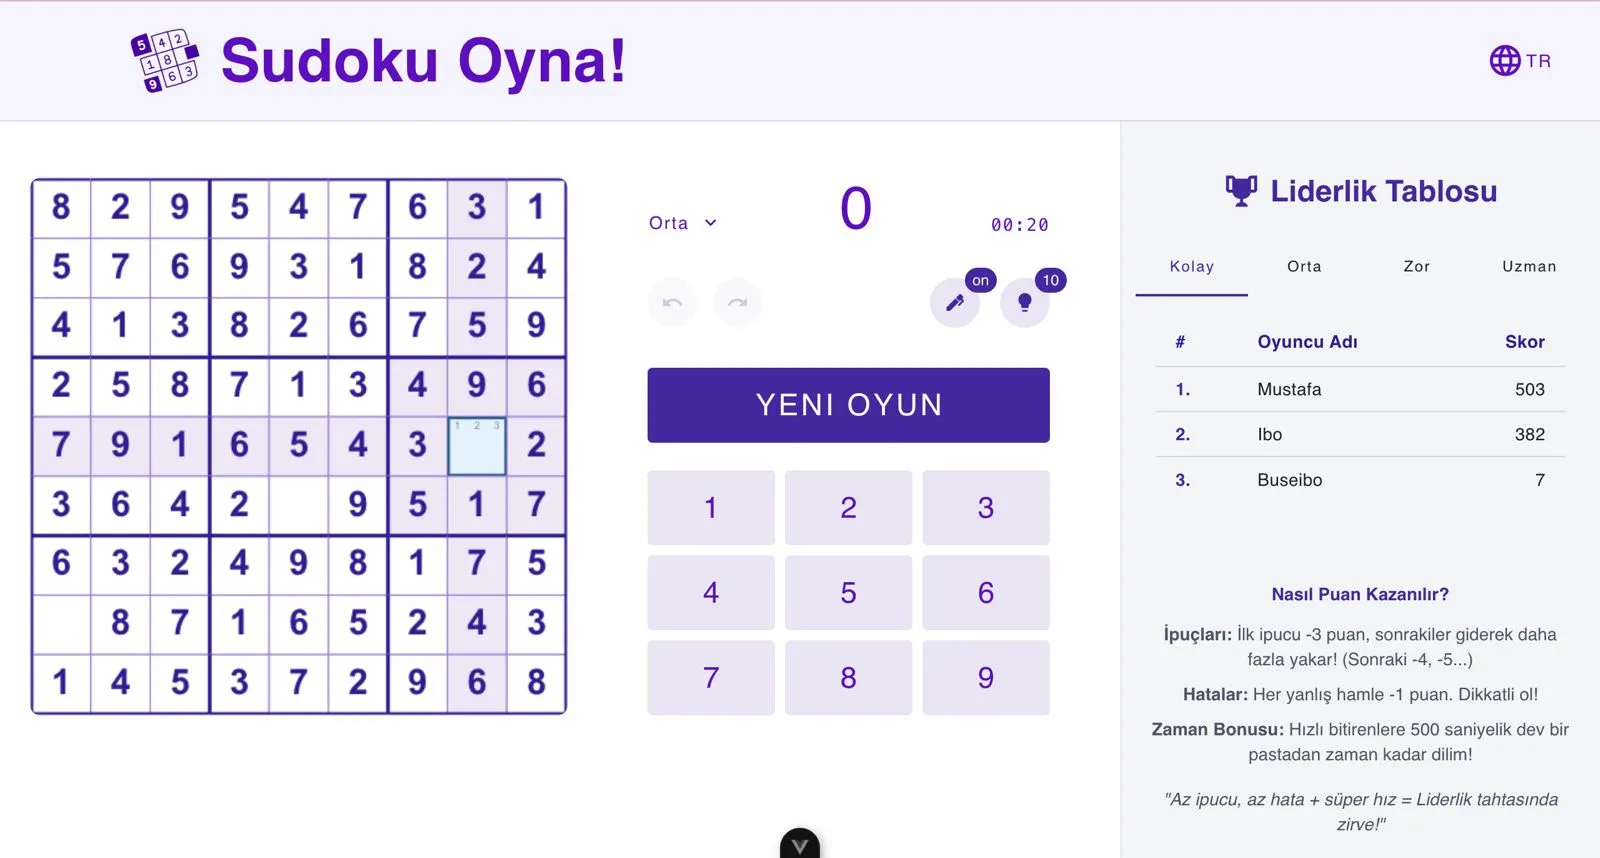 5 4 2
1 8
9 6 3
Sudoku Oyna!
TR
8 2 9 5 4 7 6 3 1
5 7 6 9 3 1 8 2 4
4 1 3 8 2 6 7 5 9
2 5 8 7 1 3 4 9 6
7 9 1 6 5 4 3 1 2 3 2
3 6 4 2 9 5 1 7
6 3 2 4 9 8 1 7 5
8 7 1 6 5 2 4 3
1 4 5 3 7 2 9 6 8
Orta
0
00:20
on
10
YENI OYUN
1 2 3
4 5 6
7 8 9
Liderlik Tablosu
Kolay Orta Zor Uzman
# Oyuncu Adı Skor
1. Mustafa 503
2. Ibo 382
3. Buseibo 7
Nasıl Puan Kazanılır?
İpuçları: İlk ipucu -3 puan, sonrakiler giderek daha
fazla yakar! (Sonraki -4, -5...)
Hatalar: Her yanlış hamle -1 puan. Dikkatli ol!
Zaman Bonusu: Hızlı bitirenlere 500 saniyelik dev bir
pastadan zaman kadar dilim!
"Az ipucu, az hata + süper hız = Liderlik tahtasında
zirve!"